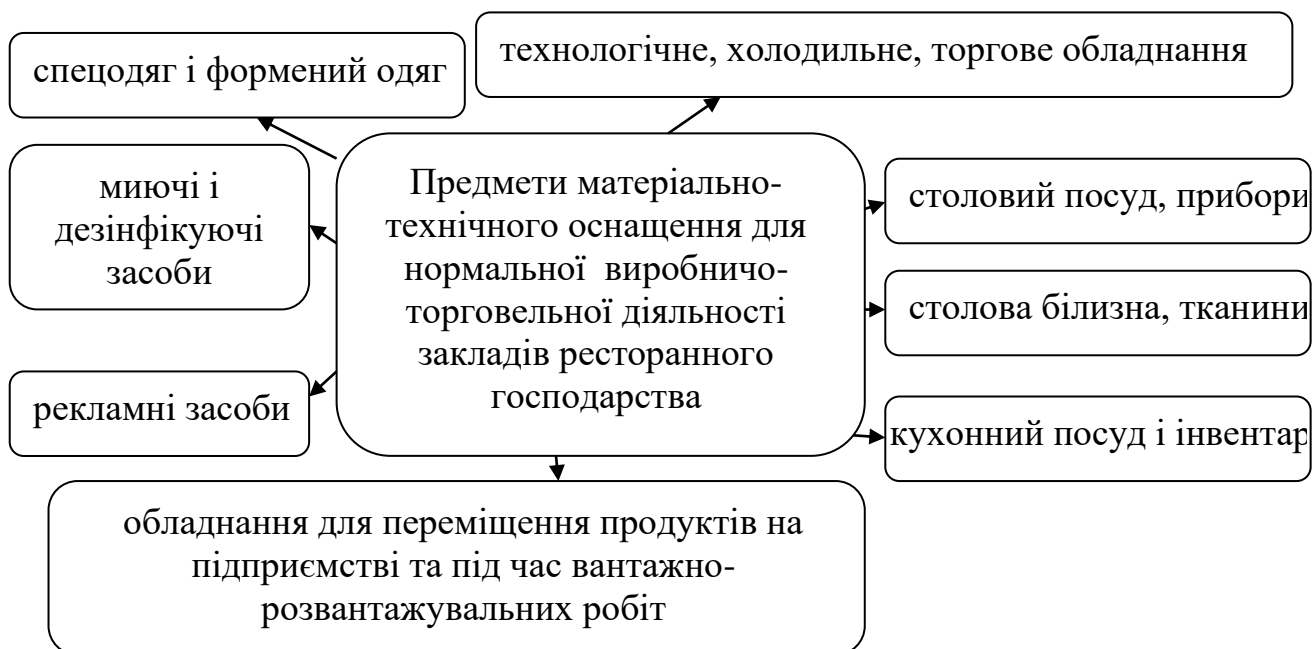 технологічне, холодильне, торгове обладнання
спецодяг і формений одяг
миючі і
дезінфікуючі
засоби
Предмети матеріально-
технічного оснащення для
нормальної виробничо-
торговельної діяльності
закладів ресторанного
господарства
столовий посуд, прибори
столова білизна, тканини
рекламні засоби
кухонний посуд і інвентар
обладнання для переміщення продуктів на
підприємстві та під час вантажно-
розвантажувальних робіт